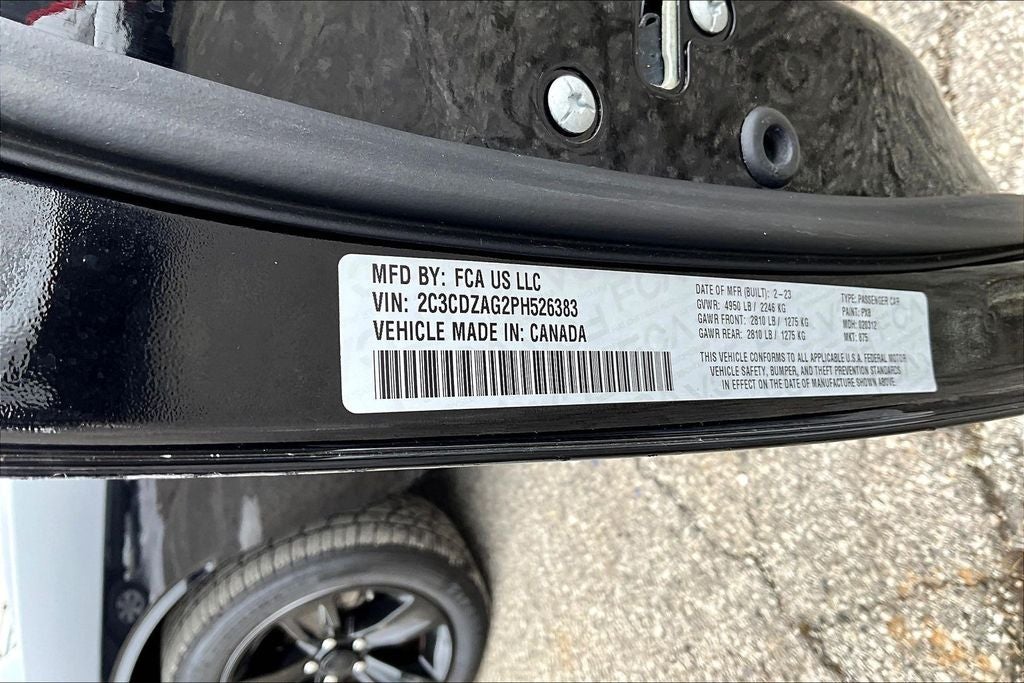 MFD BY: FCA US LLC
VIN: 2C3CDZAG2PH526383
VEHICLE MADE IN: CANADA
DATE OF MFR (BUILT): 2-23
GVWR: 4950 LB / 2246 KG
GAWR FRONT: 2810 LB / 1275 KG
GAWR REAR: 2810 LB / 1275 KG
TYPE: PASSENGER CAR
PAINT: PX8
MDH: 020312
MKT: 875
THIS VEHICLE CONFORMS TO ALL APPLICABLE U.S.A. FEDERAL MOTOR
VEHICLE SAFETY, BUMPER, AND THEFT PREVENTION STANDARDS
IN EFFECT ON THE DATE OF MANUFACTURE SHOWN ABOVE.